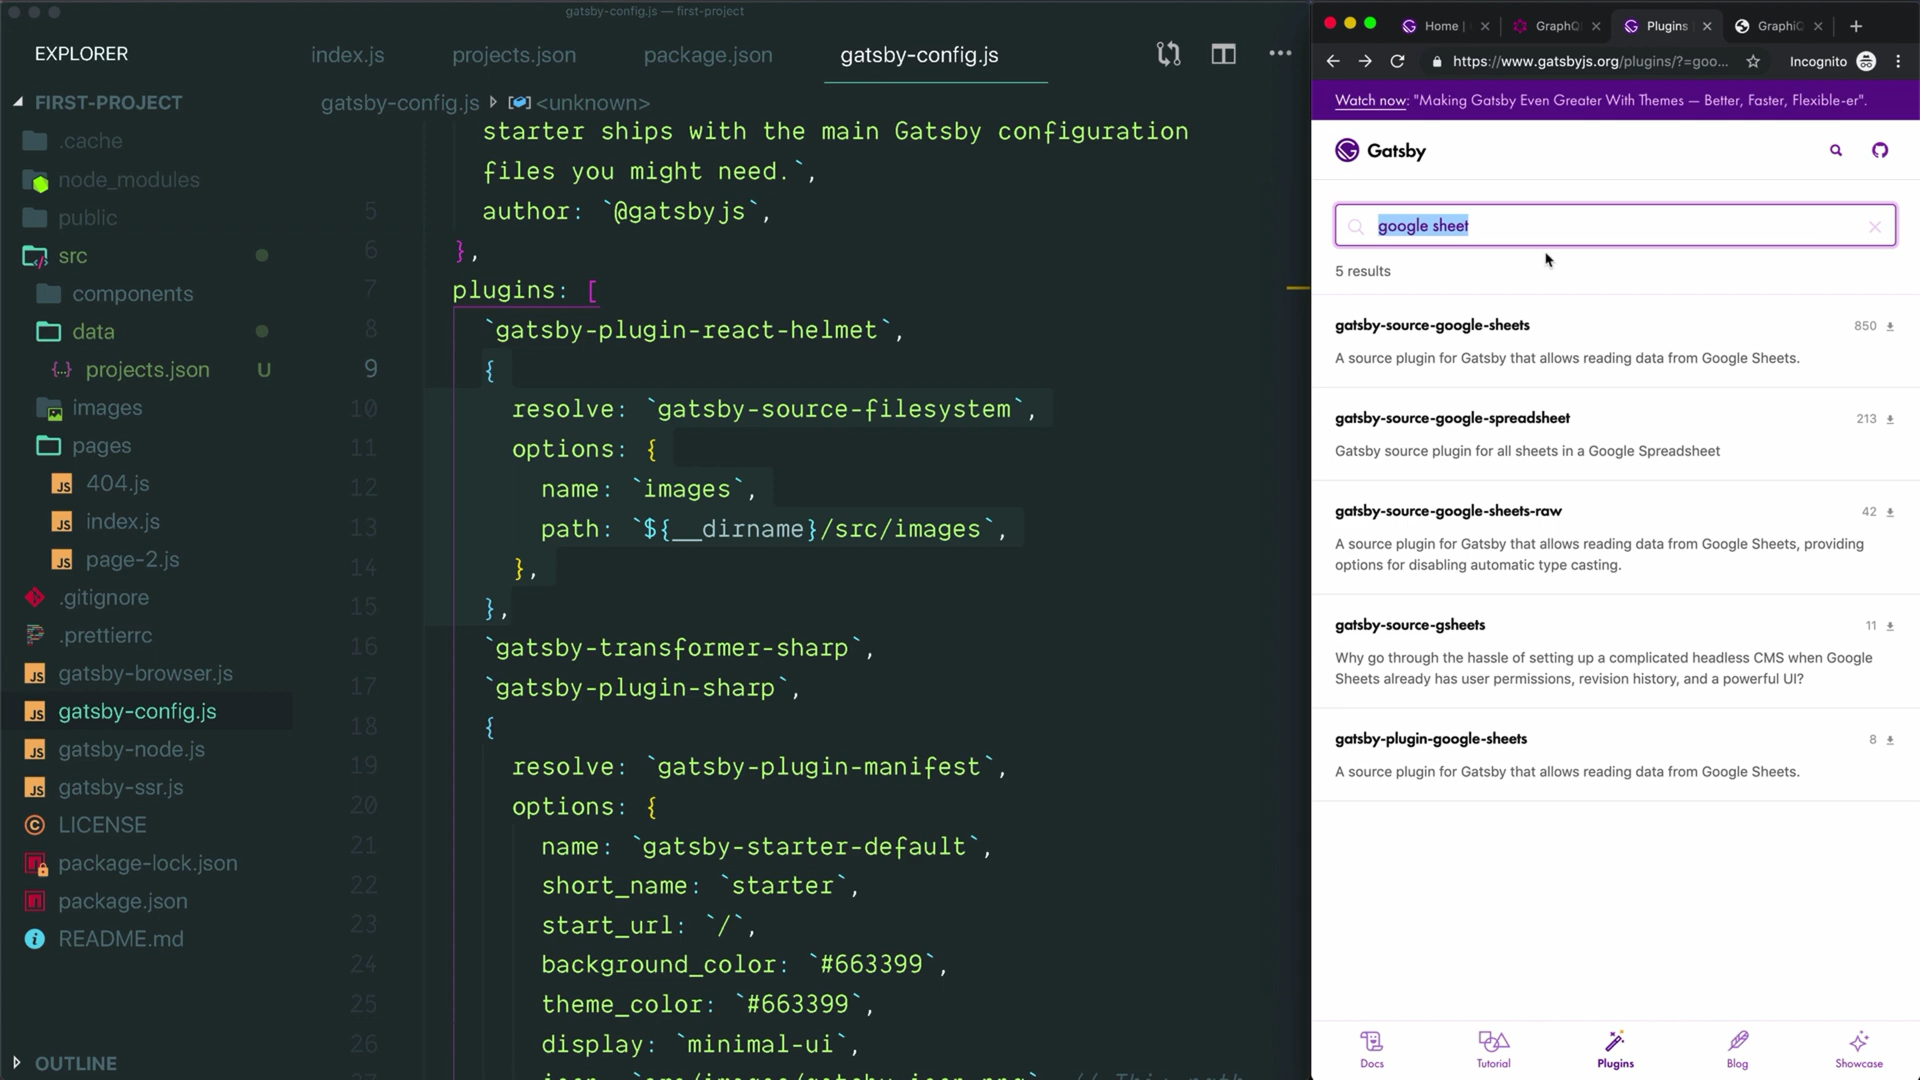 gatsby-config.js — first-project
EXPLORER
FIRST-PROJECT
.cache
node_modules
public
src
components
data
projects.json U
images
pages
404.js
index.js
page-2.js
.gitignore
.prettierrc
gatsby-browser.js
gatsby-config.js
gatsby-node.js
gatsby-ssr.js
LICENSE
package-lock.json
package.json
README.md
OUTLINE
index.js projects.json package.json gatsby-config.js
gatsby-config.js <unknown>
starter ships with the main Gatsby configuration
files you might need.`,
5 author: `@gatsbyjs`,
6 },
7 plugins: [
8 `gatsby-plugin-react-helmet`,
9 {
10 resolve: `gatsby-source-filesystem`,
11 options: {
12 name: `images`,
13 path: `${__dirname}/src/images`,
14 },
15 },
16 `gatsby-transformer-sharp`,
17 `gatsby-plugin-sharp`,
18 {
19 resolve: `gatsby-plugin-manifest`,
20 options: {
21 name: `gatsby-starter-default`,
22 short_name: `starter`,
23 start_url: `/`,
24 background_color: `#663399`,
25 theme_color: `#663399`,
26 display: `minimal-ui`,
Home | GraphQ Plugins GraphiQ
https://www.gatsbyjs.org/plugins/?=goo... Incognito
Watch now: "Making Gatsby Even Greater With Themes — Better, Faster, Flexible-er".
Gatsby
google sheet
5 results
gatsby-source-google-sheets 850
A source plugin for Gatsby that allows reading data from Google Sheets.
gatsby-source-google-spreadsheet 213
Gatsby source plugin for all sheets in a Google Spreadsheet
gatsby-source-google-sheets-raw 42
A source plugin for Gatsby that allows reading data from Google Sheets, providing
options for disabling automatic type casting.
gatsby-source-gsheets 11
Why go through the hassle of setting up a complicated headless CMS when Google
Sheets already has user permissions, revision history, and a powerful UI?
gatsby-plugin-google-sheets 8
A source plugin for Gatsby that allows reading data from Google Sheets.
Docs Tutorial Plugins Blog Showcase